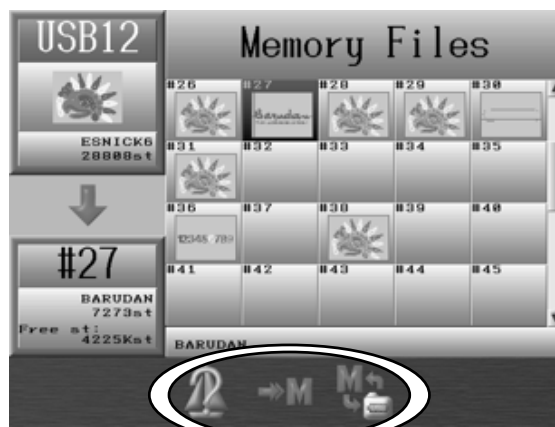 USB12
ESNICK6
28808st
#27
BARUDAN
7273st
Free st:
4225Kst
Memory Files
#26 #27 #28 #29 #30
Barudan
#31 #32 #33 #34 #35
#36 #37 #38 #39 #40
#41 #42 #43 #44 #45
BARUDAN
M M